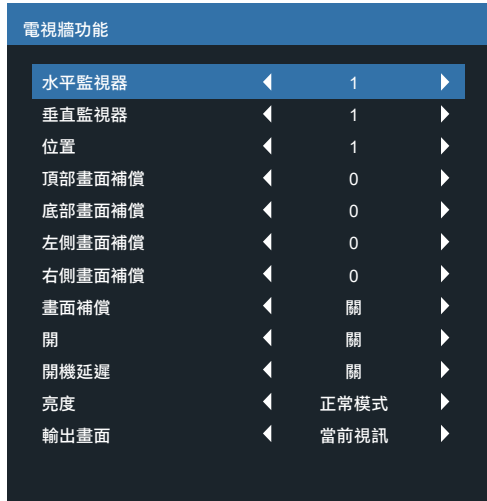 電視牆功能
水平監視器 1
垂直監視器 1
位置 1
頂部畫面補償 0
底部畫面補償 0
左側畫面補償 0
右側畫面補償 0
畫面補償 關
開 關
開機延遲 關
亮度 正常模式
輸出畫面 當前視訊